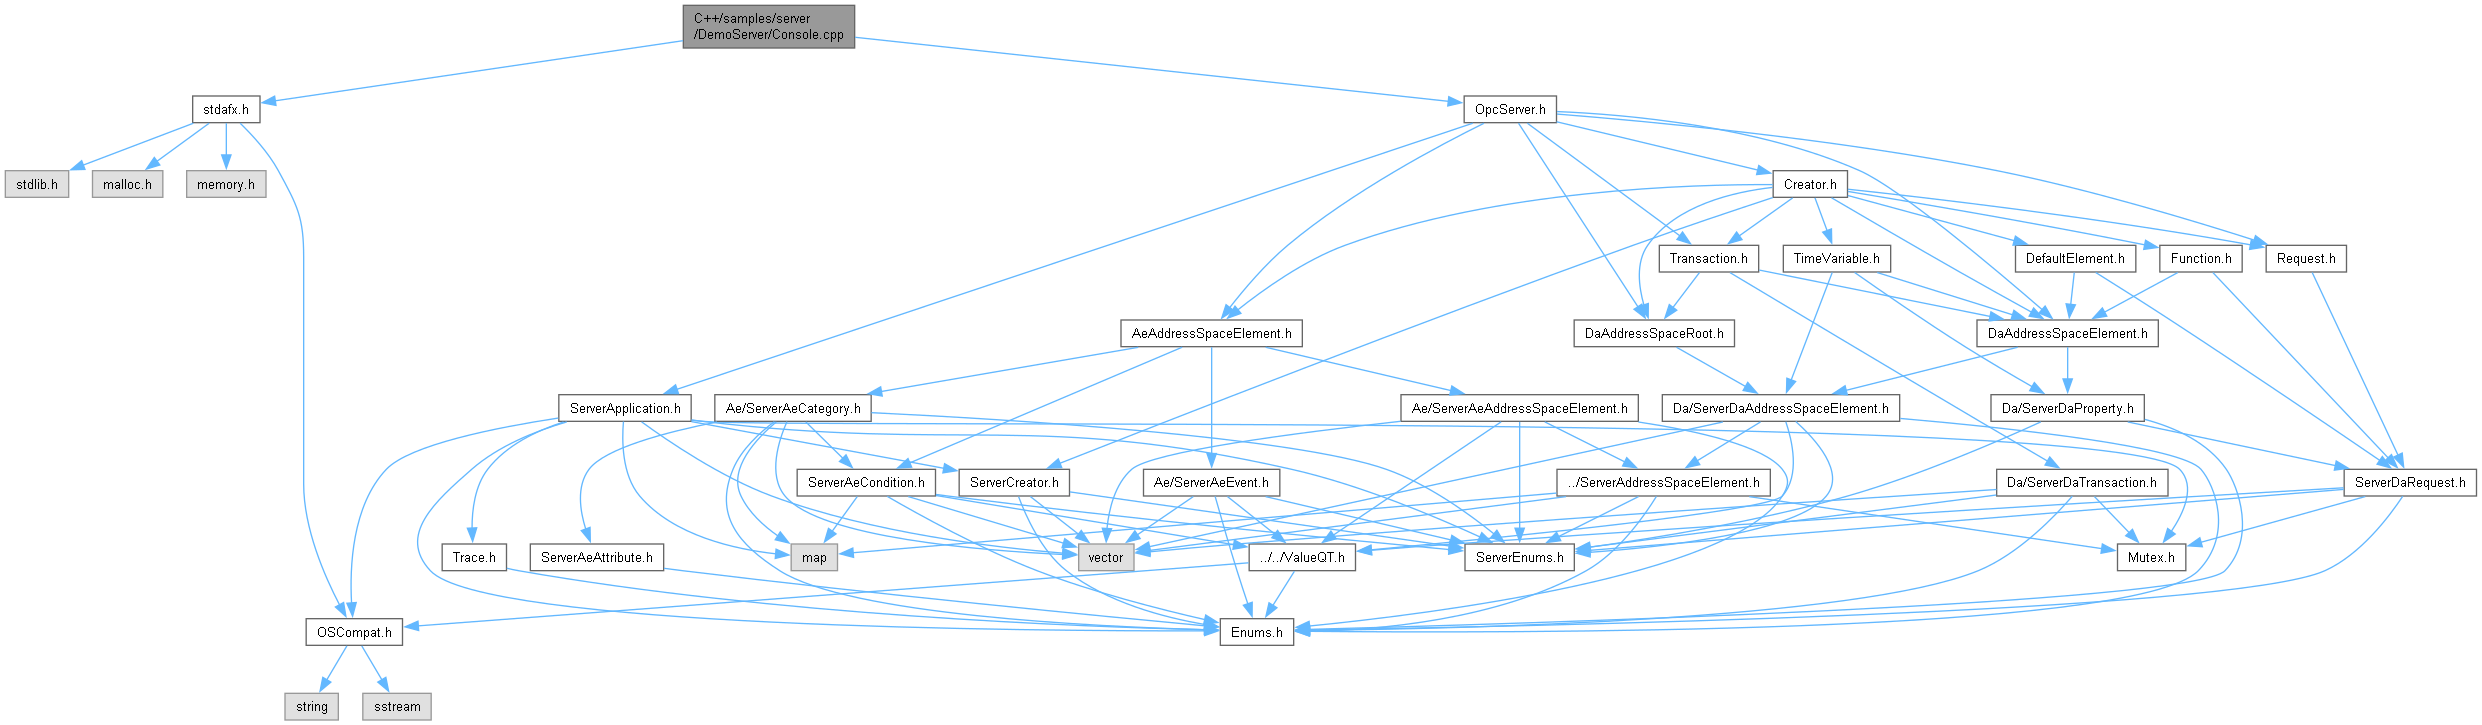 C++/samples/server
/DemoServer/Console.cpp
stdafx.h
OpcServer.h
stdlib.h
malloc.h
memory.h
Creator.h
Transaction.h
TimeVariable.h
DefaultElement.h
Function.h
Request.h
AeAddressSpaceElement.h
DaAddressSpaceRoot.h
DaAddressSpaceElement.h
ServerApplication.h
Ae/ServerAeCategory.h
Ae/ServerAeAddressSpaceElement.h
Da/ServerDaAddressSpaceElement.h
Da/ServerDaProperty.h
ServerAeCondition.h
ServerCreator.h
Ae/ServerAeEvent.h
../ServerAddressSpaceElement.h
Da/ServerDaTransaction.h
ServerDaRequest.h
Trace.h
ServerAeAttribute.h
map
vector
../../ValueQT.h
ServerEnums.h
Mutex.h
OSCompat.h
Enums.h
string
sstream